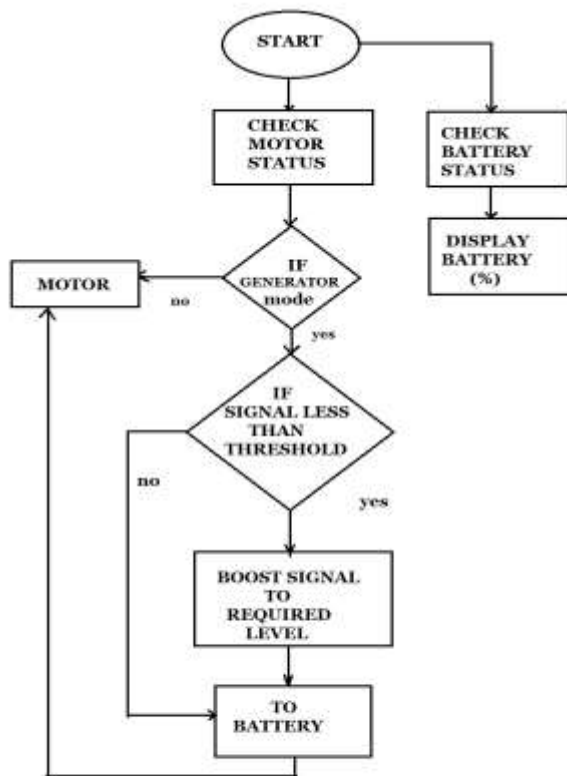 START
CHECK
MOTOR
STATUS
CHECK
BATTERY
STATUS
DISPLAY
BATTERY
(%)
IF
GENERATOR
mode
MOTOR
no
yes
IF
SIGNAL LESS
THAN
THRESHOLD
no
yes
BOOST SIGNAL
TO
REQUIRED
LEVEL
TO
BATTERY